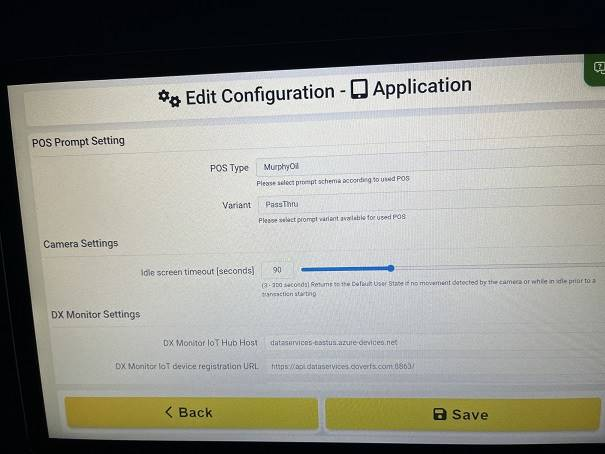 Edit Configuration - Application
POS Prompt Setting
POS Type MurphyOil
Please select prompt schema according to used POS
Variant PassThru
Please select prompt variant available for used POS
Camera Settings
Idle screen timeout [seconds] 90
(3 - 300 seconds) Returns to the Default User State if no movement detected by the camera or while in idle prior to a
transaction starting
DX Monitor Settings
DX Monitor IoT Hub Host dataservices-eastus.azure-devices.net
DX Monitor IoT device registration URL https://api.dataservices.doverfs.com:8863/
< Back
Save